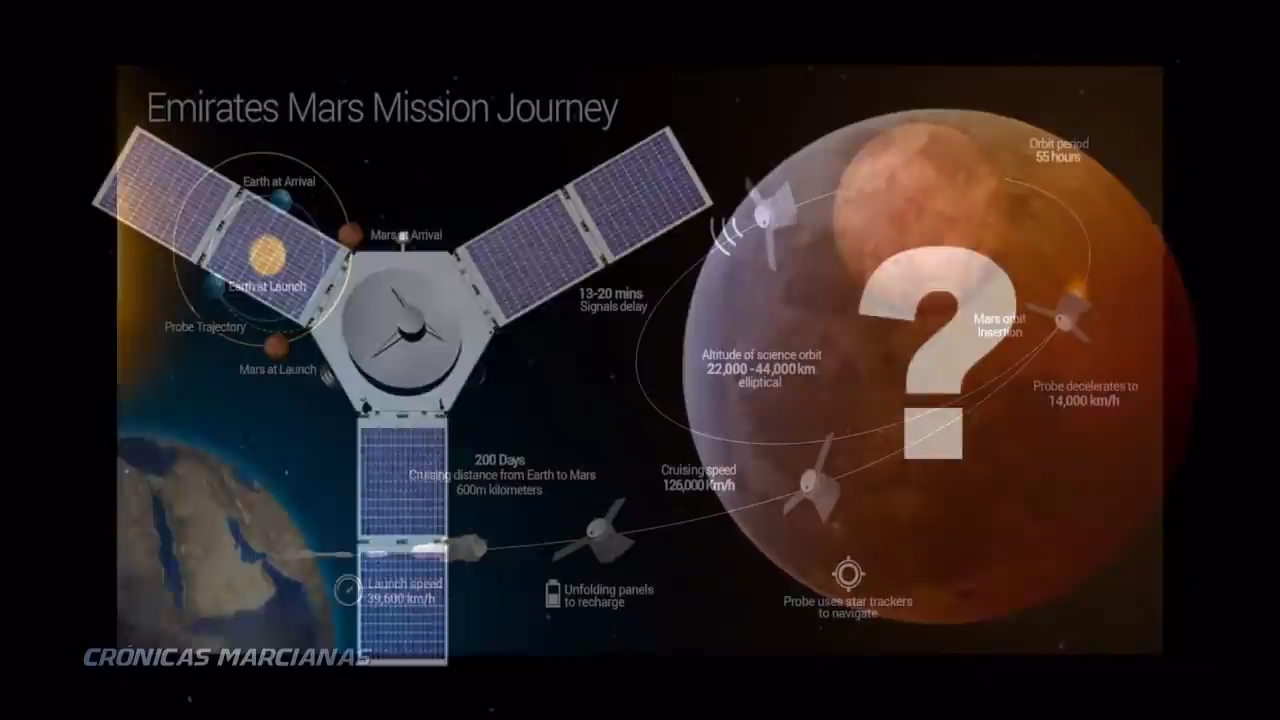 Emirates Mars Mission Journey
Orbit period
55 hours
Earth at Arrival
Mars at Arrival
Earth at Launch
13-20 mins
Signals delay
Mars orbit
Insertion
Probe Trajectory
Altitude of science orbit
22,000 - 44,000 km
elliptical
Mars at Launch
Probe decelerates to
14,000 km/h
200 Days
Cruising distance from Earth to Mars
600m kilometers
Cruising speed
126,000 Km/h
Launch speed
39,600 km/h
Unfolding panels
to recharge
Probe uses star trackers
to navigate
?
CRÓNICAS MARCIANAS